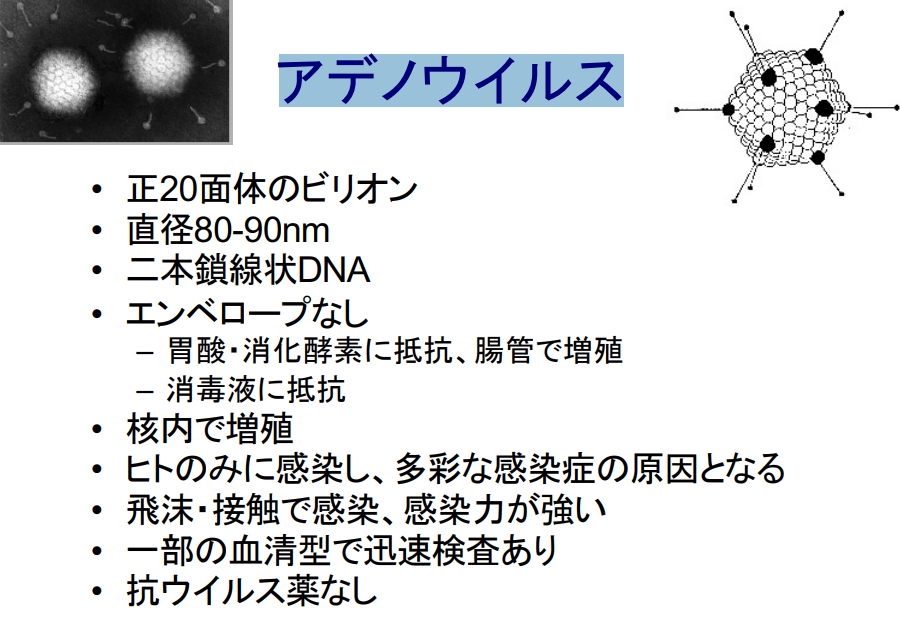 アデノウイルス
• 正20面体のビリオン
• 直径80-90nm
• 二本鎖線状DNA
• エンベロープなし
– 胃酸・消化酵素に抵抗、腸管で増殖
– 消毒液に抵抗
• 核内で増殖
• ヒトのみに感染し、多彩な感染症の原因となる
• 飛沫・接触で感染、感染力が強い
• 一部の血清型で迅速検査あり
• 抗ウイルス薬なし